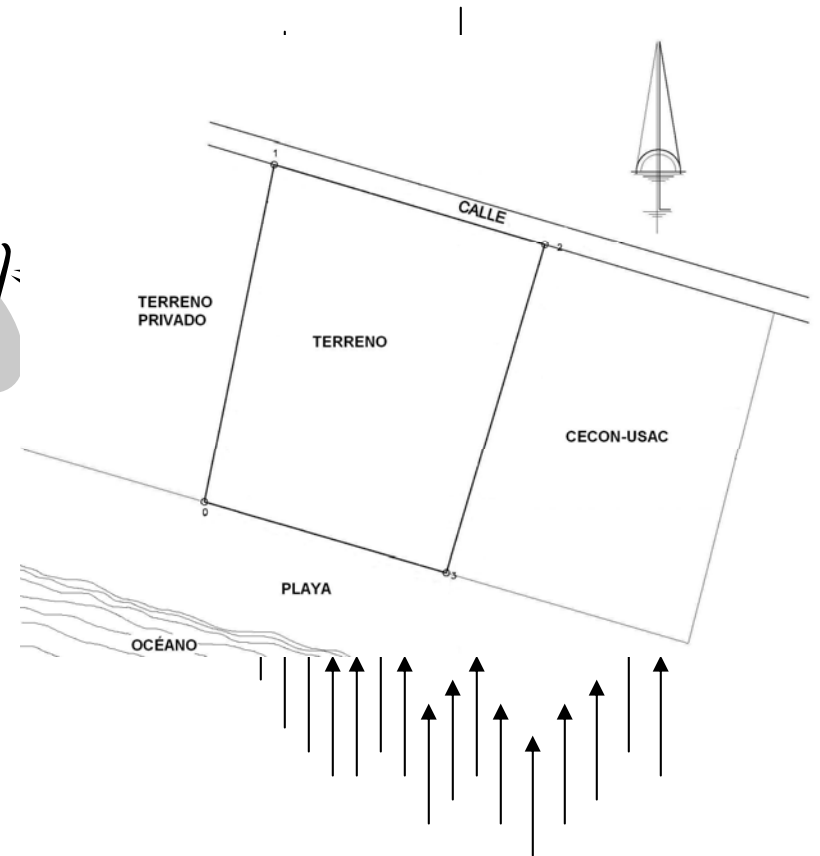 1
CALLE
2
TERRENO
PRIVADO
TERRENO
CECON-USAC
0
3
PLAYA
OCÉANO